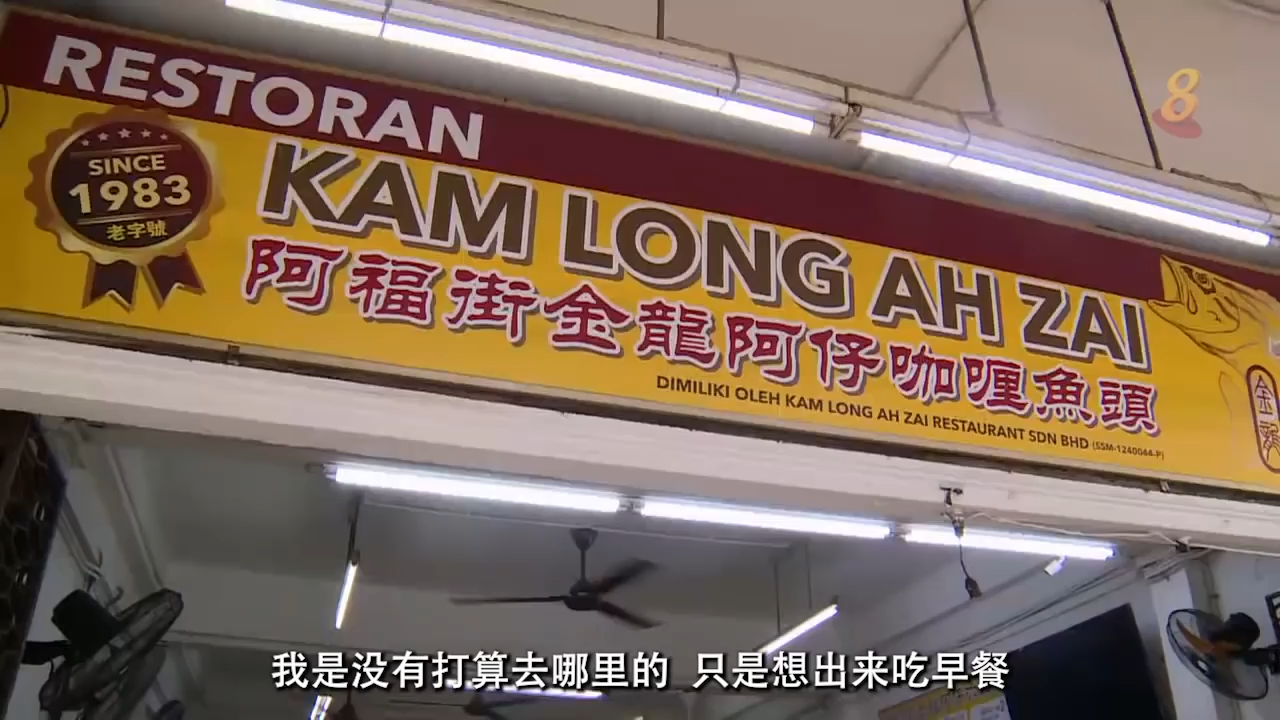 8
RESTORAN
SINCE
1983
老字號
KAM LONG AH ZAI
阿福街金龍阿仔咖喱魚頭
DIMILIKI OLEH KAM LONG AH ZAI RESTAURANT SDN BHD (SSM-1240044-P)
金
龍
我是没有打算去哪里的 只是想出来吃早餐